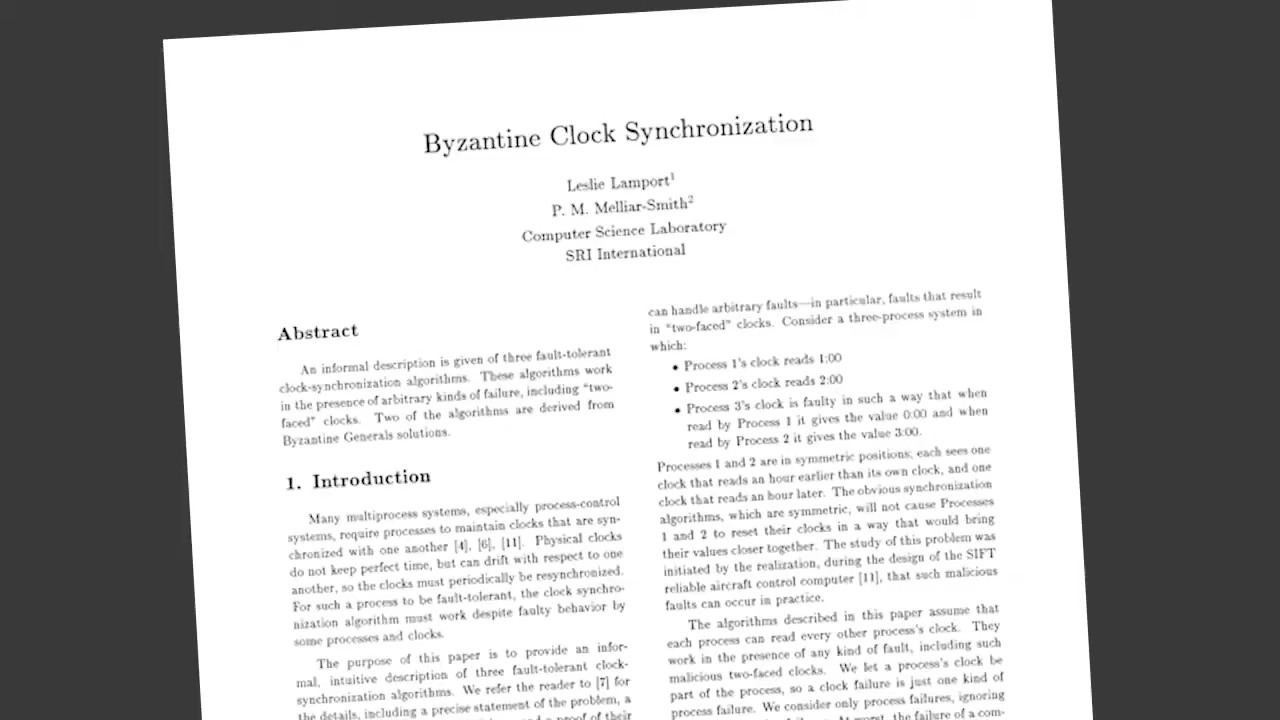 Byzantine Clock Synchronization
Leslie Lamport¹
P. M. Melliar-Smith²
Computer Science Laboratory
SRI International
Abstract
An informal description is given of three fault-tolerant
clock-synchronization algorithms. These algorithms work
in the presence of arbitrary kinds of failure, including "two-
faced" clocks. Two of the algorithms are derived from
Byzantine Generals solutions.
1. Introduction
Many multiprocess systems, especially process-control
systems, require processes to maintain clocks that are syn-
chronized with one another [4], [6], [11]. Physical clocks
do not keep perfect time, but can drift with respect to one
another, so the clocks must periodically be resynchronized.
For such a process to be fault-tolerant, the clock synchro-
nization algorithm must work despite faulty behavior by
some processes and clocks.
The purpose of this paper is to provide an infor-
mal, intuitive description of three fault-tolerant clock-
synchronization algorithms. We refer the reader to [7] for
the details, including a precise statement of the problem, a
and a proof of their
can handle arbitrary faults—in particular, faults that result
in "two-faced" clocks. Consider a three-process system in
which:
• Process 1's clock reads 1:00
• Process 2's clock reads 2:00
• Process 3's clock is faulty in such a way that when
read by Process 1 it gives the value 0:00 and when
read by Process 2 it gives the value 3:00.
Processes 1 and 2 are in symmetric positions; each sees one
clock that reads an hour earlier than its own clock, and one
clock that reads an hour later. The obvious synchronization
algorithms, which are symmetric, will not cause Processes
1 and 2 to reset their clocks in a way that would bring
their values closer together. The study of this problem was
initiated by the realization, during the design of the SIFT
reliable aircraft control computer [11], that such malicious
faults can occur in practice.
The algorithms described in this paper assume that
each process can read every other process's clock. They
work in the presence of any kind of fault, including such
malicious two-faced clocks. We let a process's clock be
part of the process, so a clock failure is just one kind of
process failure. We consider only process failures, ignoring
At worst, the failure of a com-